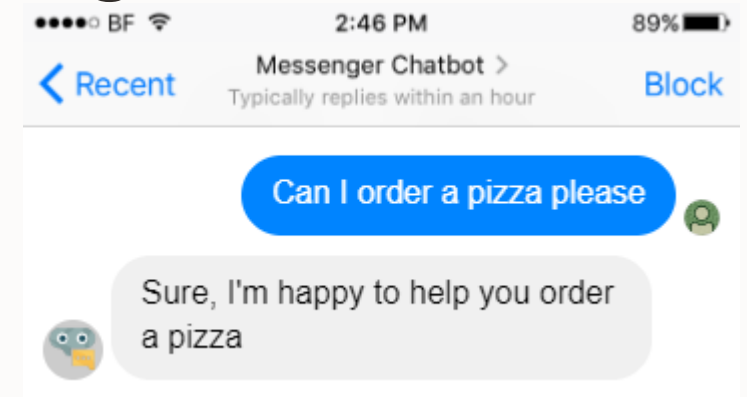 BF 2:46 PM 89%
Recent Messenger Chatbot > Block
Typically replies within an hour
Can I order a pizza please
Sure, I'm happy to help you order
a pizza